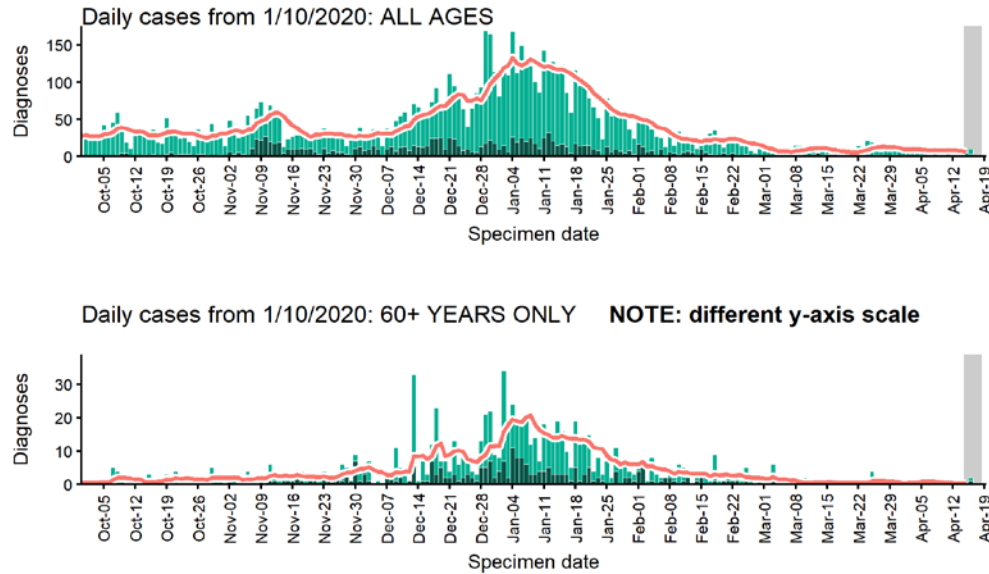 Daily cases from 1/10/2020: ALL AGES
150
100
50
0
Diagnoses
Oct-05 Oct-12 Oct-19 Oct-26 Nov-02 Nov-09 Nov-16 Nov-23 Nov-30 Dec-07 Dec-14 Dec-21 Dec-28 Jan-04 Jan-11 Jan-18 Jan-25 Feb-01 Feb-08 Feb-15 Feb-22 Mar-01 Mar-08 Mar-15 Mar-22 Mar-29 Apr-05 Apr-12 Apr-19
Specimen date
Daily cases from 1/10/2020: 60+ YEARS ONLY NOTE: different y-axis scale
30
20
10
0
Diagnoses
Oct-05 Oct-12 Oct-19 Oct-26 Nov-02 Nov-09 Nov-16 Nov-23 Nov-30 Dec-07 Dec-14 Dec-21 Dec-28 Jan-04 Jan-11 Jan-18 Jan-25 Feb-01 Feb-08 Feb-15 Feb-22 Mar-01 Mar-08 Mar-15 Mar-22 Mar-29 Apr-05 Apr-12 Apr-19
Specimen date